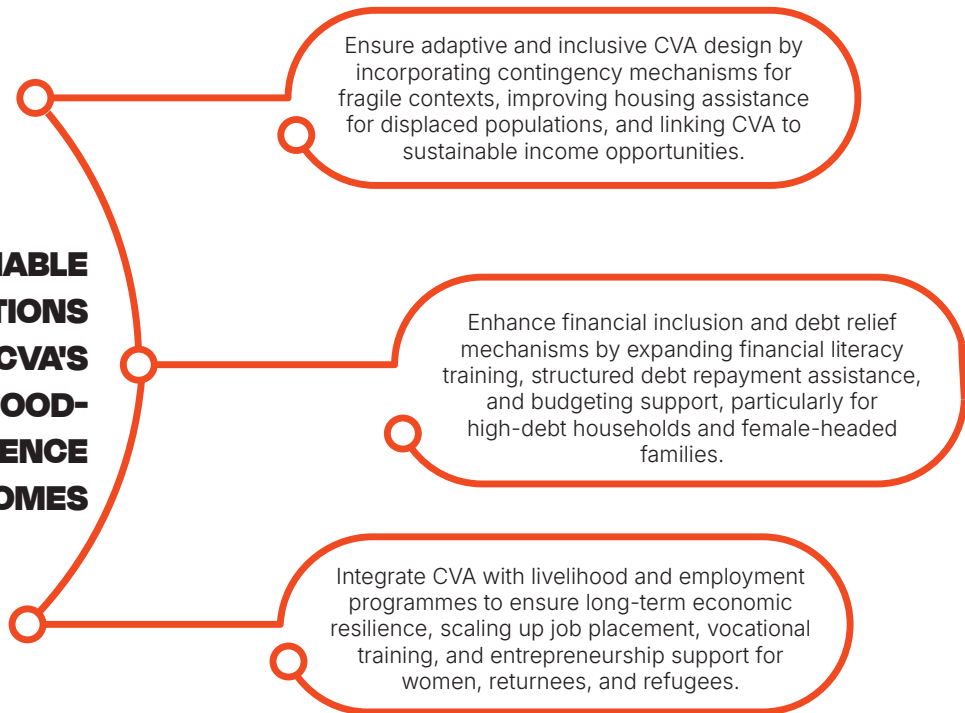 IABLE
TIONS
CVA'S
OOD-
ENCE
OMES
Ensure adaptive and inclusive CVA design by
incorporating contingency mechanisms for
fragile contexts, improving housing assistance
for displaced populations, and linking CVA to
sustainable income opportunities.
Enhance financial inclusion and debt relief
mechanisms by expanding financial literacy
training, structured debt repayment assistance,
and budgeting support, particularly for
high-debt households and female-headed
families.
Integrate CVA with livelihood and employment
programmes to ensure long-term economic
resilience, scaling up job placement, vocational
training, and entrepreneurship support for
women, returnees, and refugees.